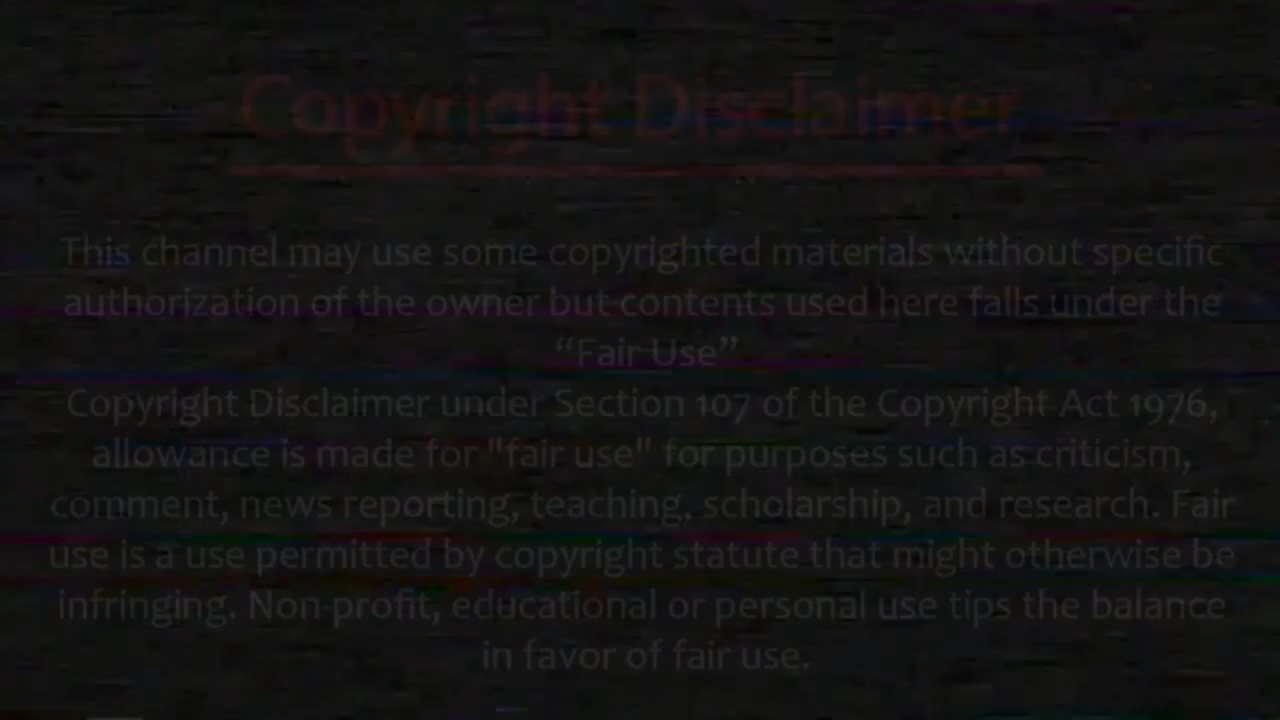 Copyright Disclaimer
This channel may use some copyrighted materials without specific
authorization of the owner but contents used here falls under the
“Fair Use”
Copyright Disclaimer under Section 107 of the Copyright Act 1976,
allowance is made for "fair use" for purposes such as criticism,
comment, news reporting, teaching, scholarship, and research. Fair
use is a use permitted by copyright statute that might otherwise be
infringing. Non-profit, educational or personal use tips the balance
in favor of fair use.